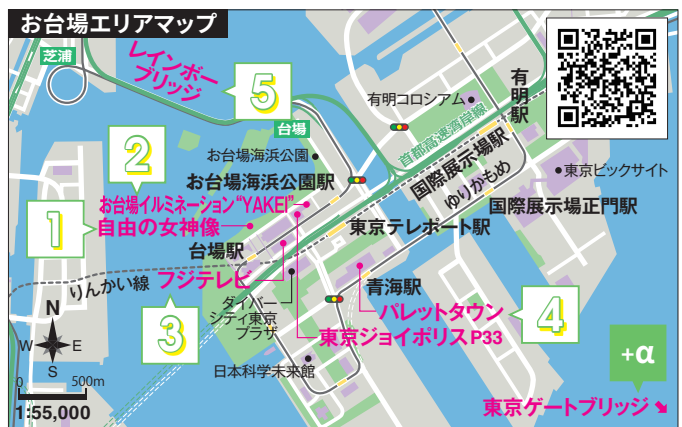 お台場エリアマップ
芝浦
レインボー
ブリッジ
5
台場
有明コロシアム
有明駅
首都高速湾岸線
2
お台場海浜公園
お台場海浜公園駅
国際展示場駅
ゆりかもめ
東京ビックサイト
お台場イルミネーション“YAKEI”
1
自由の女神像
国際展示場正門駅
東京テレポート駅
台場駅
りんかい線
フジテレビ
青海駅
3
ダイバー
シティ東京
プラザ
パレットタウン
4
東京ジョイポリス P33
日本科学未来館
N
W
E
S
0 500m
1:55,000
+α
東京ゲートブリッジ